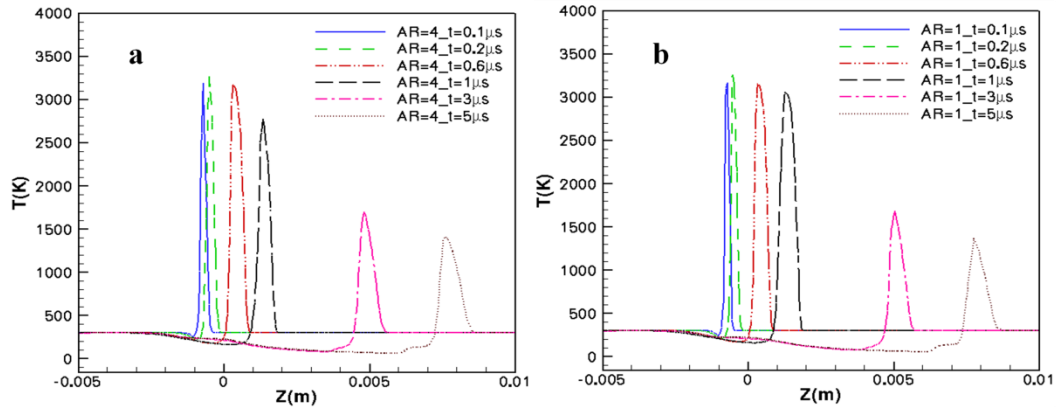 a
4000
3500
3000
2500
2000
1500
1000
500
0
T(K)
-0.005
0
0.005
0.01
Z(m)
AR=4_t=0.1μs
AR=4_t=0.2μs
AR=4_t=0.6μs
AR=4_t=1μs
AR=4_t=3μs
AR=4_t=5μs
b
4000
3500
3000
2500
2000
1500
1000
500
0
T(K)
-0.005
0
0.005
0.01
Z(m)
AR=1_t=0.1μs
AR=1_t=0.2μs
AR=1_t=0.6μs
AR=1_t=1μs
AR=1_t=3μs
AR=1_t=5μs